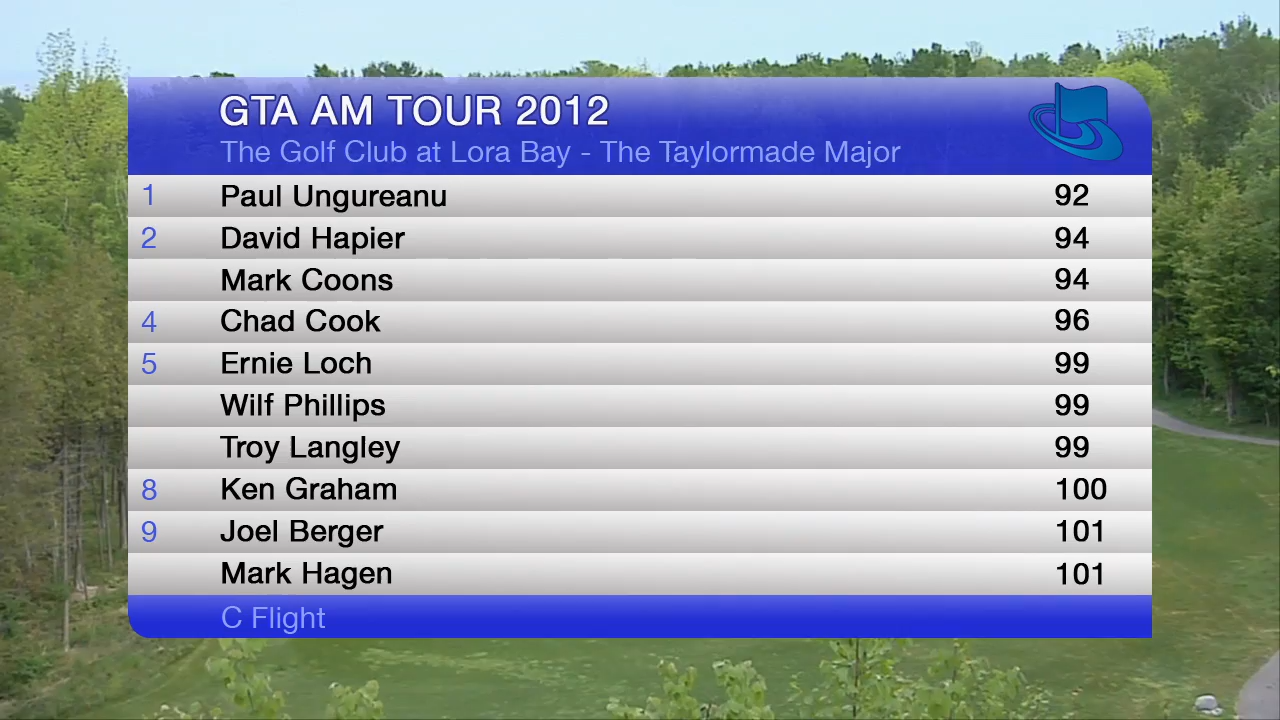 GTA AM TOUR 2012
The Golf Club at Lora Bay - The Taylormade Major
1 Paul Ungureanu 92
2 David Hapier 94
Mark Coons 94
4 Chad Cook 96
5 Ernie Loch 99
Wilf Phillips 99
Troy Langley 99
8 Ken Graham 100
9 Joel Berger 101
Mark Hagen 101
C Flight